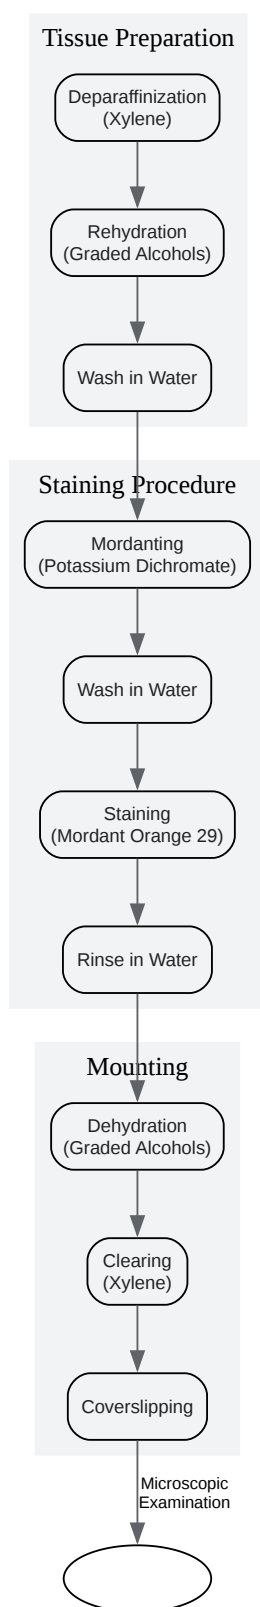 Tissue Preparation
Deparaffinization
(Xylene)
Rehydration
(Graded Alcohols)
Wash in Water
Staining Procedure
Mordanting
(Potassium Dichromate)
Wash in Water
Staining
(Mordant Orange 29)
Rinse in Water
Mounting
Dehydration
(Graded Alcohols)
Clearing
(Xylene)
Coverslipping
Microscopic
Examination